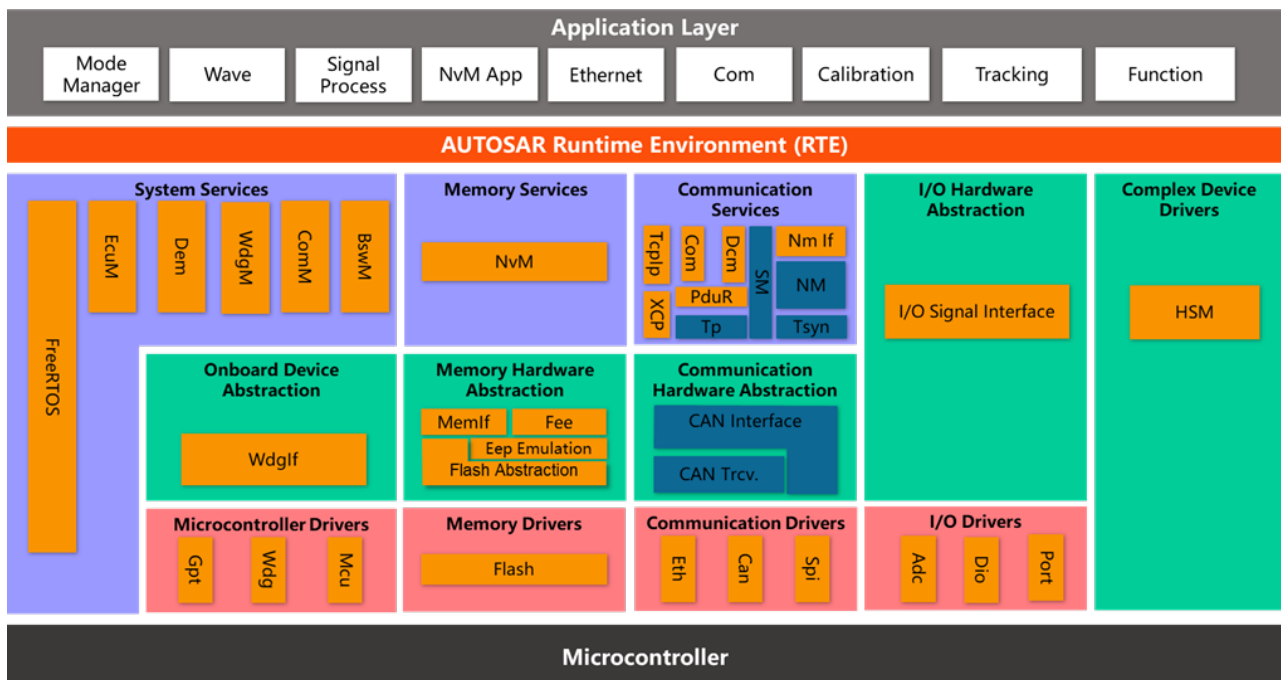 Application Layer
Mode
Manager
Wave
Signal
Process
NvM App
Ethernet
Com
Calibration
Tracking
Function
AUTOSAR Runtime Environment (RTE)
System Services
FreeRTOS
EcuM
Dem
WdgM
ComM
BswM
Memory Services
NvM
Communication
Services
TcpIp
Com
Dcm
SM
Nm If
NM
XCP
PduR
Tp
Tsyn
I/O Hardware
Abstraction
I/O Signal Interface
Complex Device
Drivers
HSM
Onboard Device
Abstraction
WdgIf
Memory Hardware
Abstraction
MemIf
Fee
Eep Emulation
Flash Abstraction
Communication
Hardware Abstraction
CAN Interface
CAN Trcv.
Microcontroller Drivers
Gpt
Wdg
Mcu
Memory Drivers
Flash
Communication Drivers
Eth
Can
Spi
I/O Drivers
Adc
Dio
Port
Microcontroller